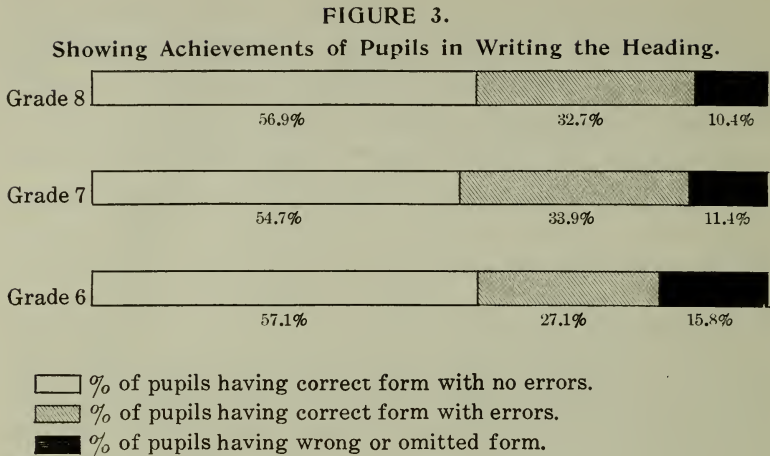 FIGURE 3.
Showing Achievements of Pupils in Writing the Heading.
Grade 8
56.9% 32.7% 10.4%
Grade 7
54.7% 33.9% 11.4%
Grade 6
57.1% 27.1% 15.8%
% of pupils having correct form with no errors.
% of pupils having correct form with errors.
% of pupils having wrong or omitted form.